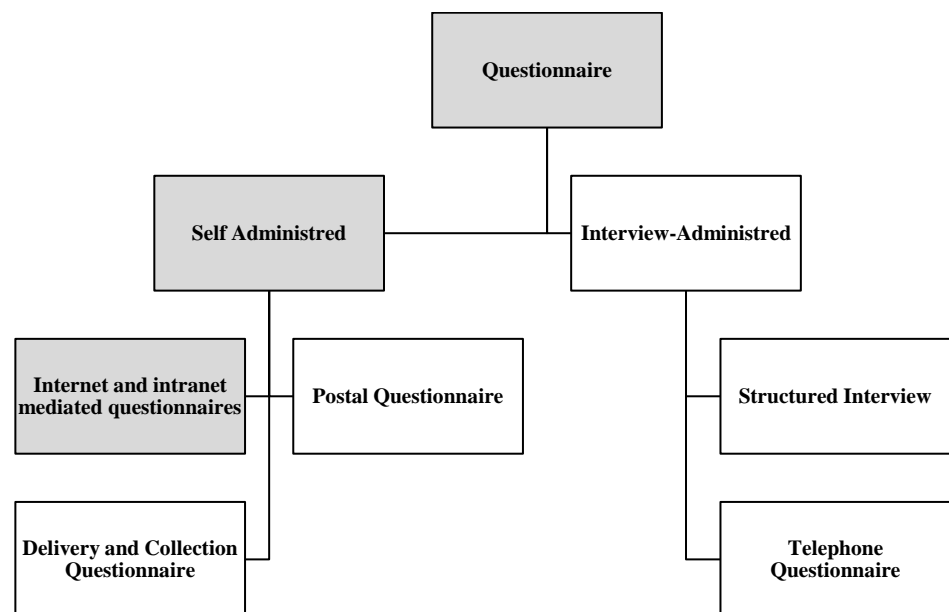 Questionnaire
Self Administred
Interview-Administred
Internet and intranet
mediated questionnaires
Postal Questionnaire
Structured Interview
Delivery and Collection
Questionnaire
Telephone
Questionnaire